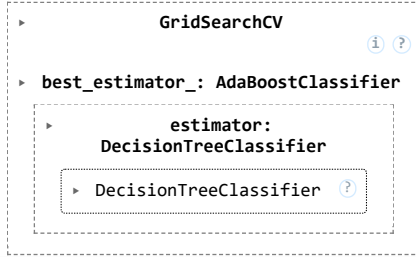 ▸ GridSearchCV
i ?
▸ best_estimator_: AdaBoostClassifier
▸ estimator:
DecisionTreeClassifier
▸ DecisionTreeClassifier ?